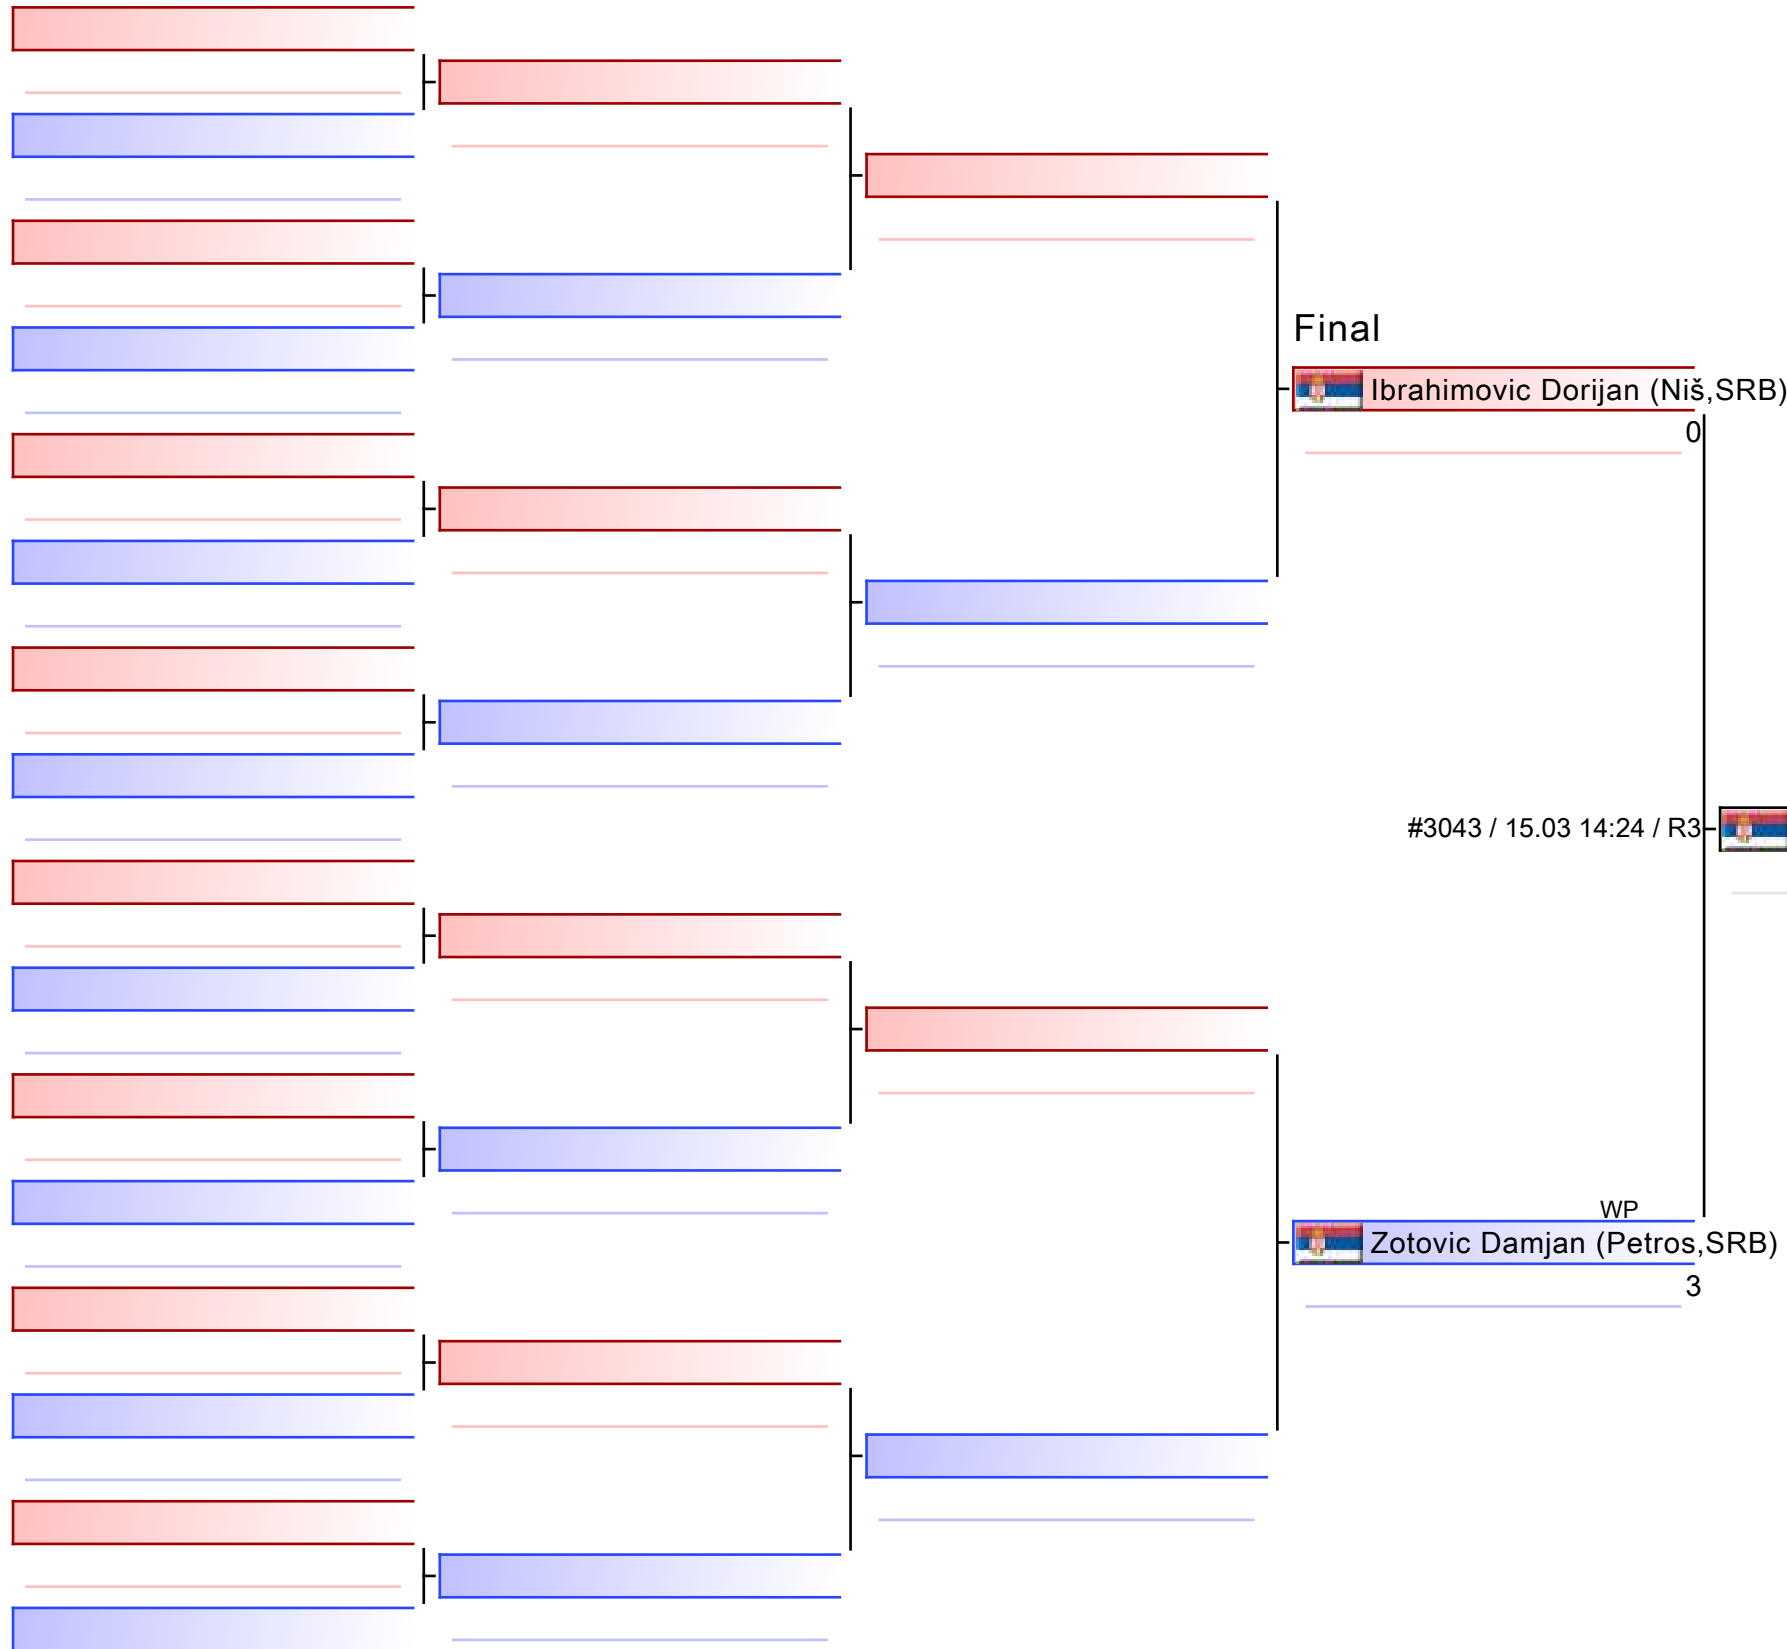 Final
Ibrahimovic Dorijan (Niš,SRB)
0
#3043 / 15.03 14:24 / R3
WP
Zotovic Damjan (Petros,SRB)
3